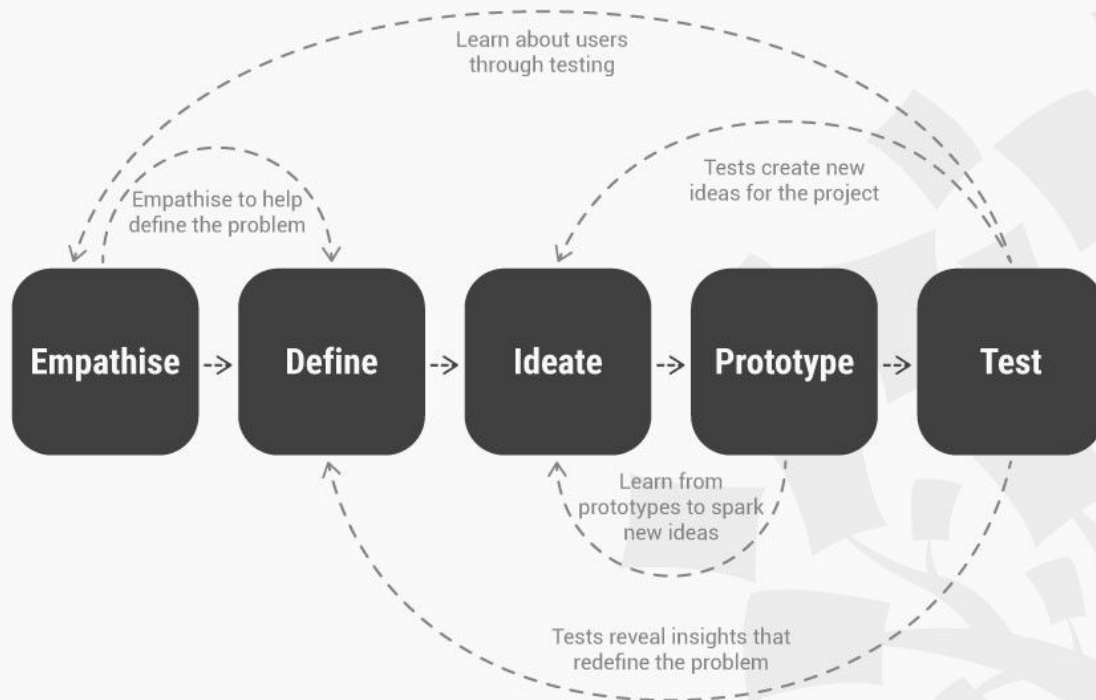 Learn about users
through testing
Tests create new
ideas for the project
Empathise to help
define the problem
Empathise
Define
Ideate
Prototype
Test
Learn from
prototypes to spark
new ideas
Tests reveal insights that
redefine the problem